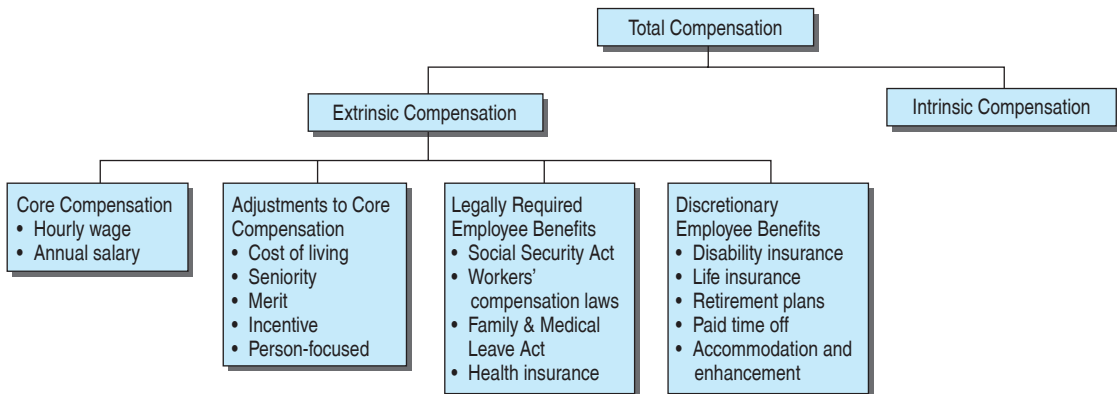 Total Compensation
Extrinsic Compensation
Intrinsic Compensation
Core Compensation
• Hourly wage
• Annual salary
Adjustments to Core
Compensation
• Cost of living
• Seniority
• Merit
• Incentive
• Person-focused
Legally Required
Employee Benefits
• Social Security Act
• Workers'
compensation laws
• Family & Medical
Leave Act
• Health insurance
Discretionary
Employee Benefits
• Disability insurance
• Life insurance
• Retirement plans
• Paid time off
• Accommodation and
enhancement